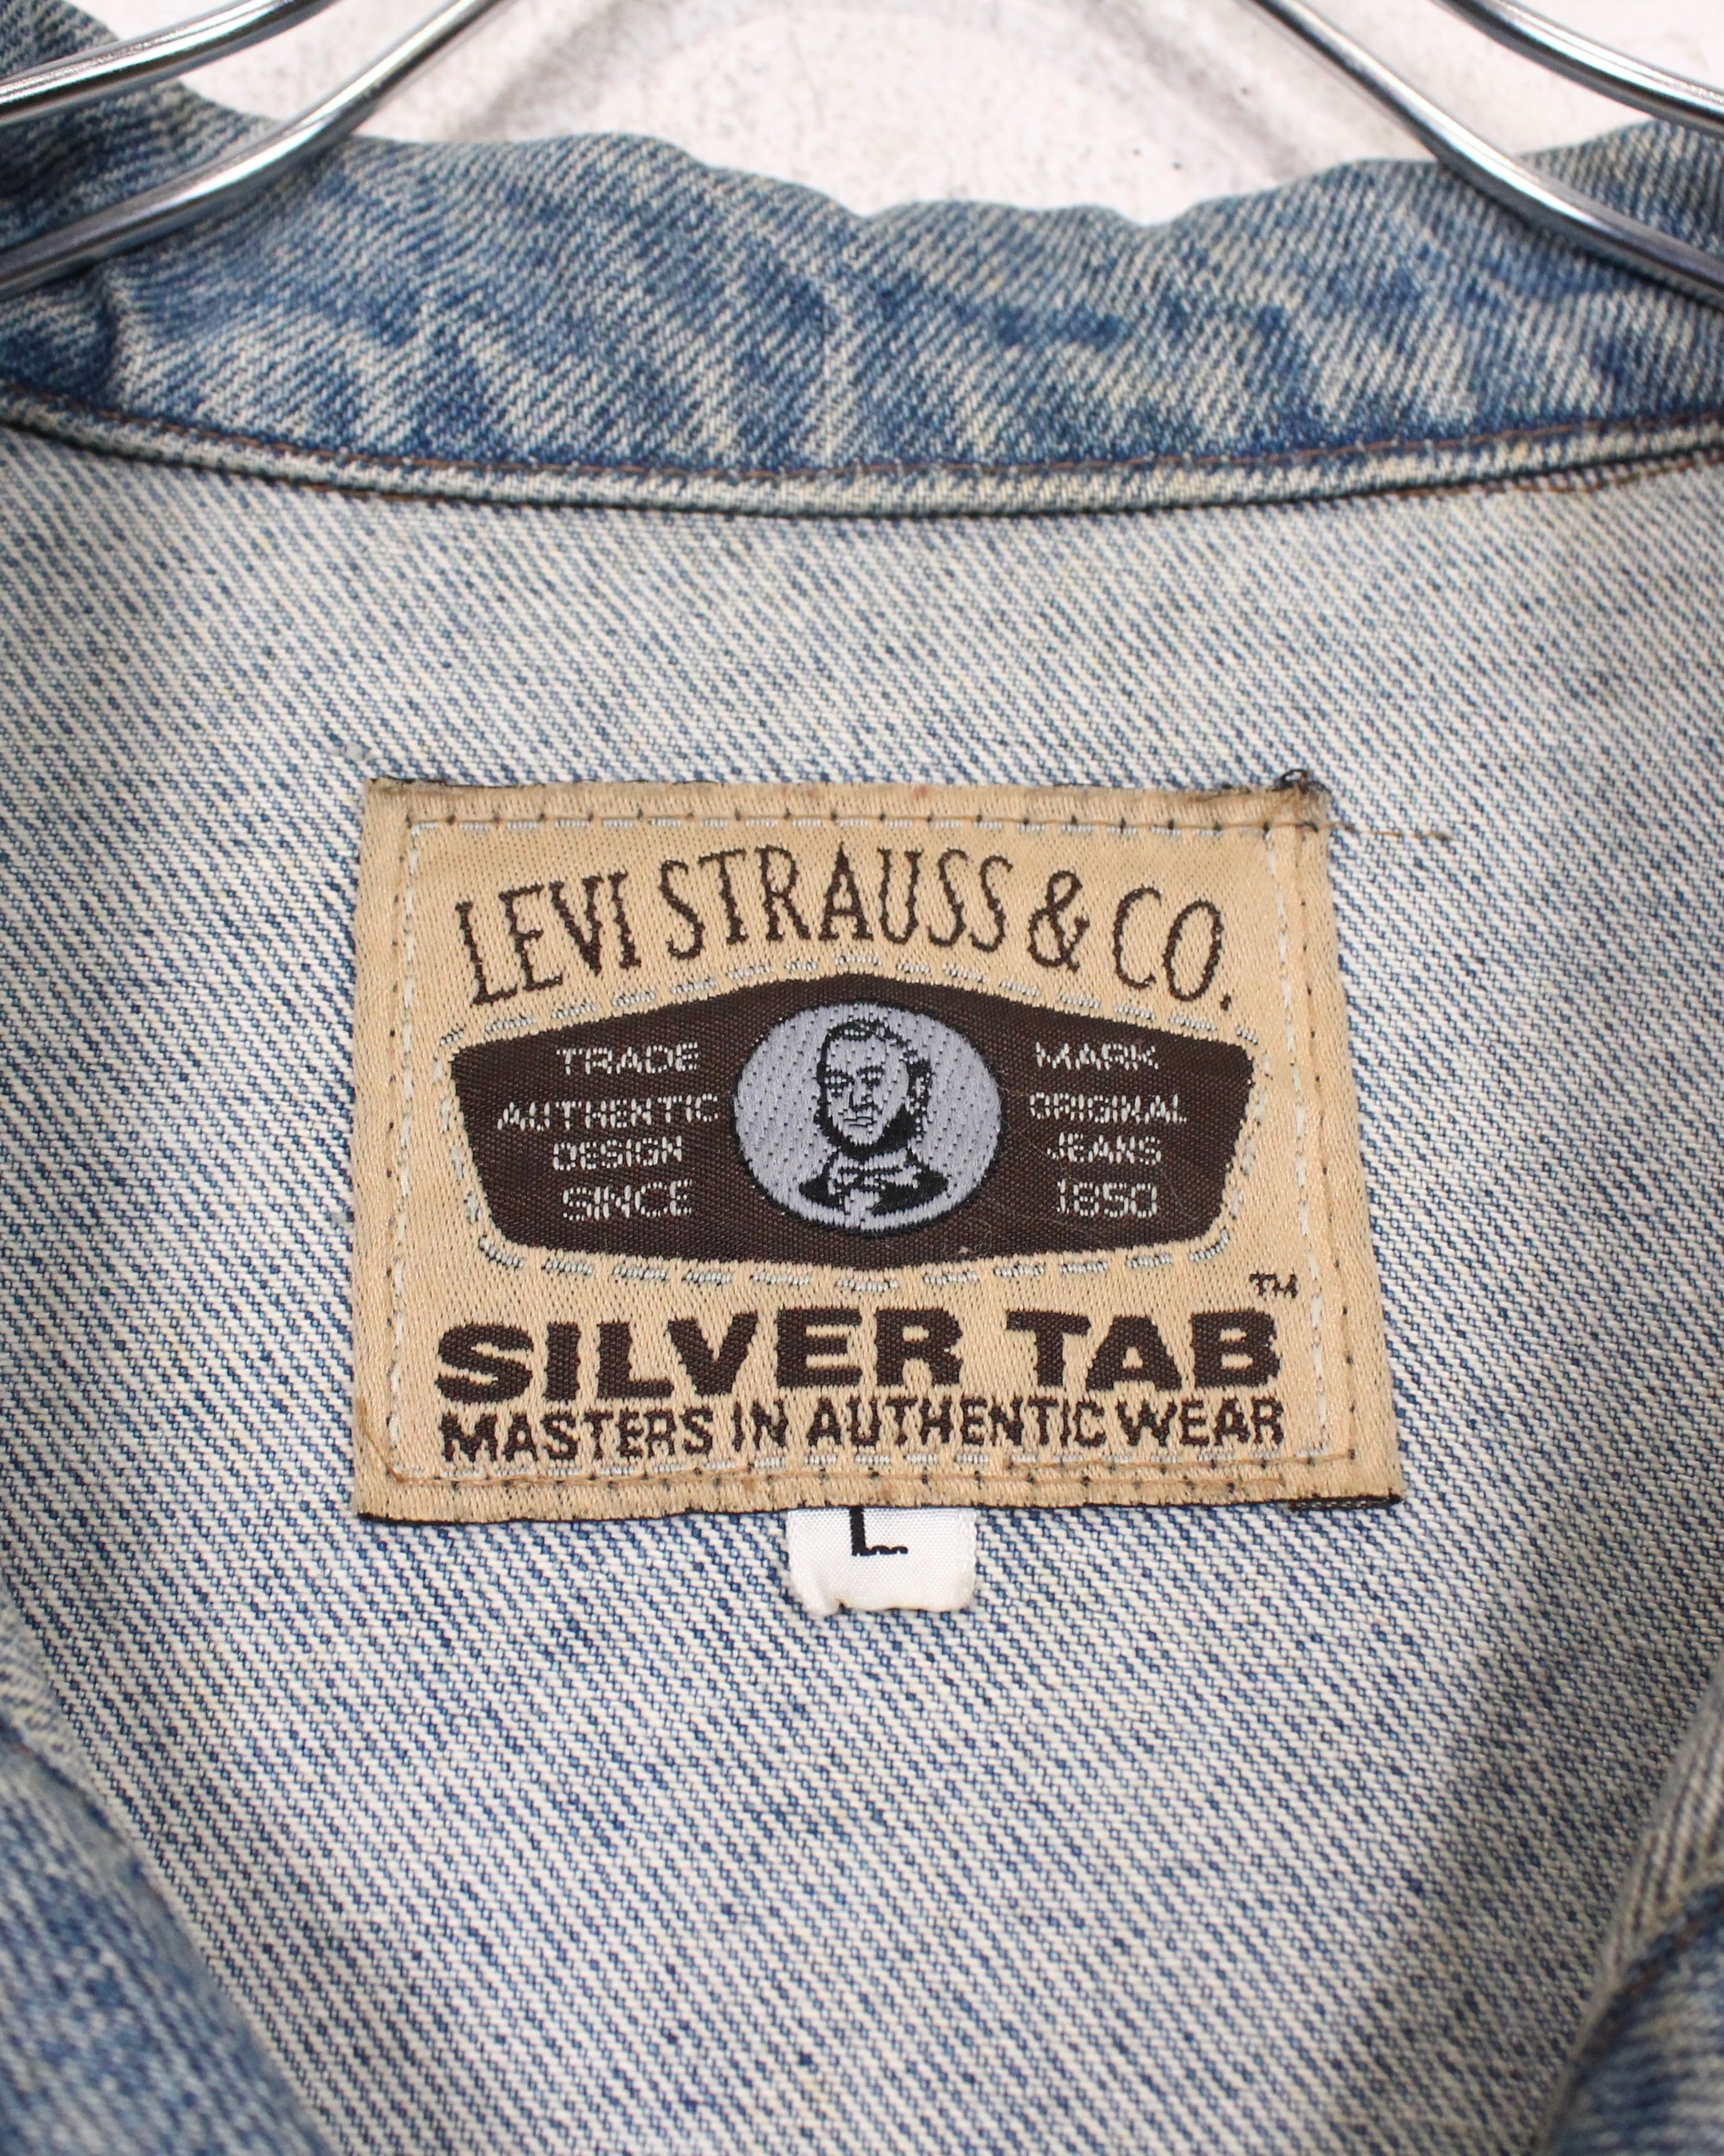 LEVI STRAUSS & CO.
TRADE MARK
AUTHENTIC ORIGINAL
DESIGN JEANS
SINCE 1850
SILVER TAB™
MASTERS IN AUTHENTIC WEAR
L